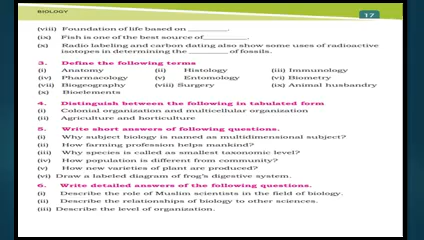 BIOLOGY
17
(viii) Foundation of life based on ________.
(ix) Fish is one of the best source of________.
(x) Radio labeling and carbon dating also show some uses of radioactive
isotopes in determining the ________ of fossils.
3. Define the following terms
(i) Anatomy (ii) Histology (iii) Immunology
(iv) Pharmacology (v) Entomology (vi) Biometry
(vii) Biogeography (viii) Surgery (ix) Animal husbandry
(x) Bioelements
4. Distinguish between the following in tabulated form
(i) Colonial organization and multicellular organization
(ii) Agriculture and horticulture
5. Write short answers of following questions.
(i) Why subject biology is named as multidimensional subject?
(ii) How farming profession helps mankind?
(iii) Why species is called as smallest taxonomic level?
(iv) How population is different from community?
(v) How new varieties of plant are produced?
(vi) Draw a labeled diagram of frog's digestive system.
6. Write detailed answers of the following questions.
(i) Describe the role of Muslim scientists in the field of biology.
(ii) Describe the relationships of biology to other sciences.
(iii) Describe the level of organization.